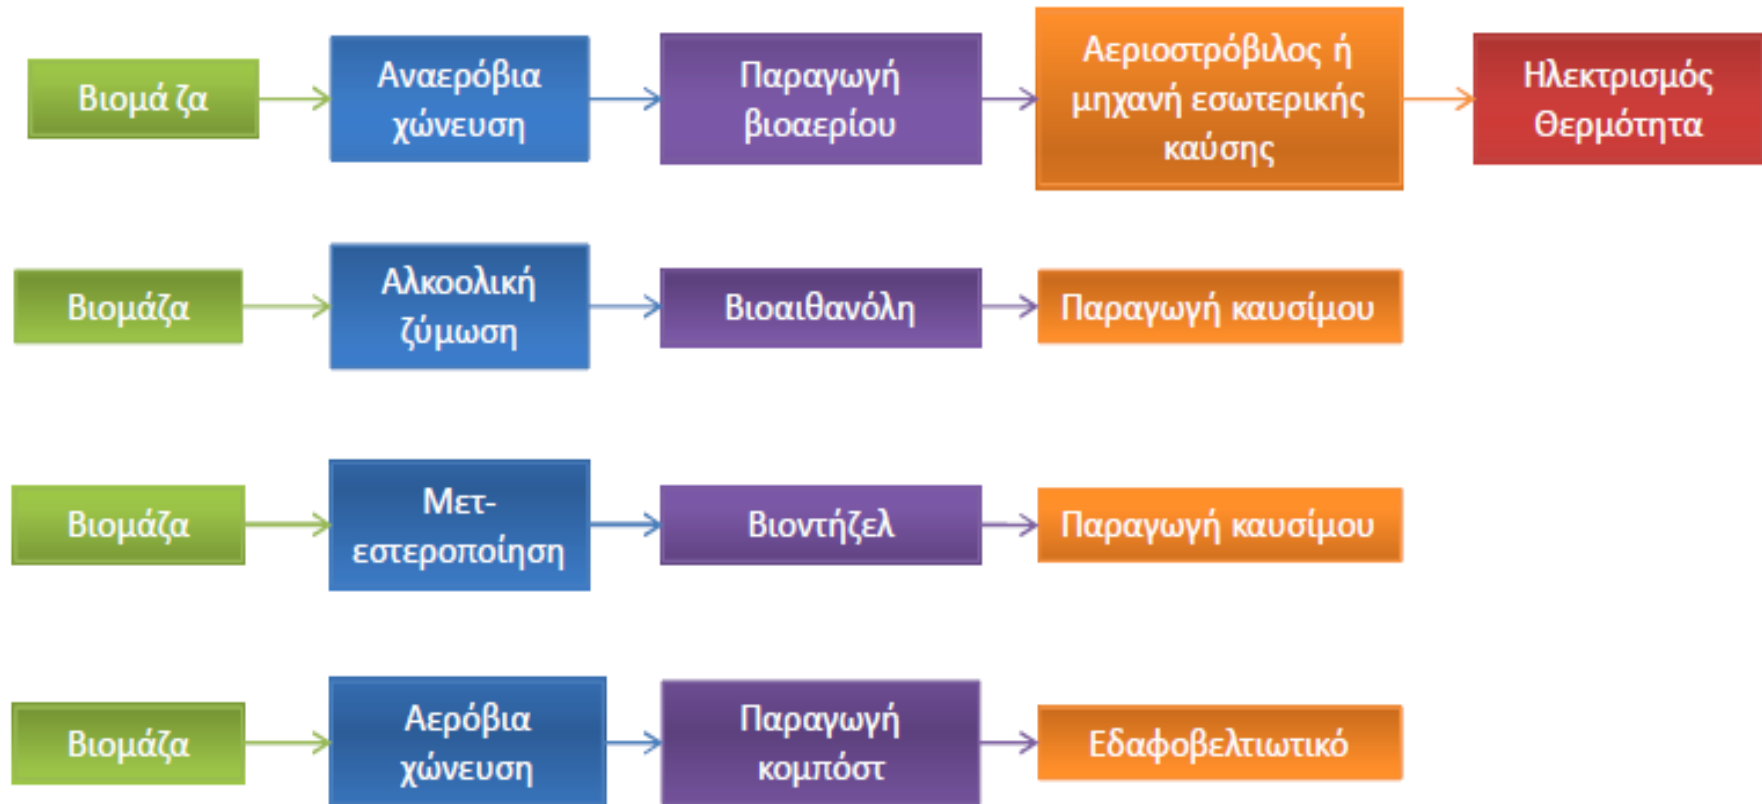 Βιομά ζα
Αναερόβια
χώνευση
Παραγωγή
βιοαερίου
Αεριοστρόβιλος ή
μηχανή εσωτερικής
καύσης
Ηλεκτρισμός
Θερμότητα
Βιομάζα
Αλκοολική
ζύμωση
Βιοαιθανόλη
Παραγωγή καυσίμου
Βιομάζα
Μετ-
εστεροποίηση
Βιοντήζελ
Παραγωγή καυσίμου
Βιομάζα
Αερόβια
χώνευση
Παραγωγή
κομπόστ
Εδαφοβελτιωτικό